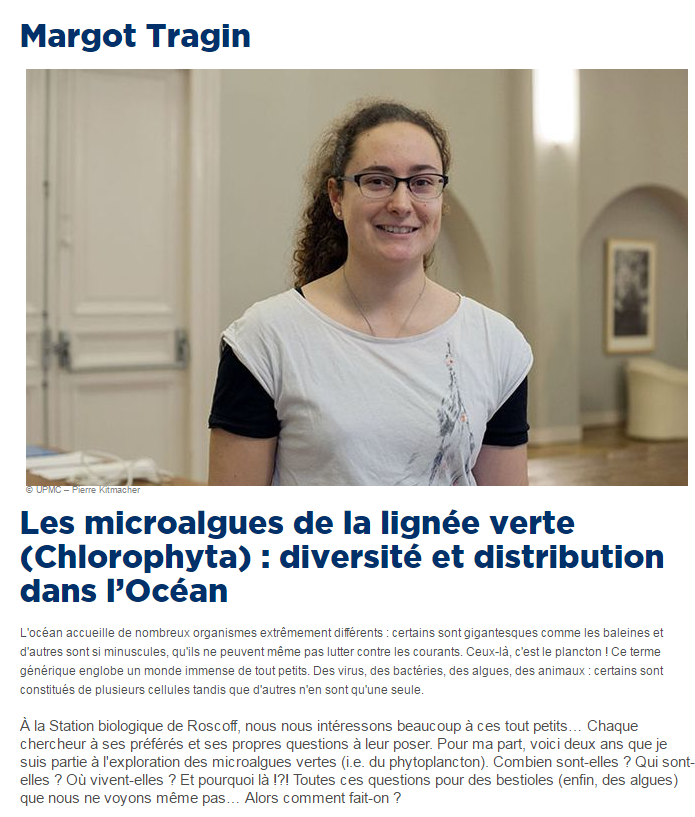 Margot Tragin
© UPMC – Pierre Kitmacher
Les microalgues de la lignée verte
(Chlorophyta) : diversité et distribution
dans l'Océan
L'océan accueille de nombreux organismes extrêmement différents : certains sont gigantesques comme les baleines et
d'autres sont si minuscules, qu'ils ne peuvent même pas lutter contre les courants. Ceux-là, c'est le plancton ! Ce terme
générique englobe un monde immense de tout petits. Des virus, des bactéries, des algues, des animaux : certains sont
constitués de plusieurs cellules tandis que d'autres n'en sont qu'une seule.
À la Station biologique de Roscoff, nous nous intéressons beaucoup à ces tout petits… Chaque
chercheur à ses préférés et ses propres questions à leur poser. Pour ma part, voici deux ans que je
suis partie à l'exploration des microalgues vertes (i.e. du phytoplancton). Combien sont-elles ? Qui sont-
elles ? Où vivent-elles ? Et pourquoi là !?! Toutes ces questions pour des bestioles (enfin, des algues)
que nous ne voyons même pas… Alors comment fait-on ?